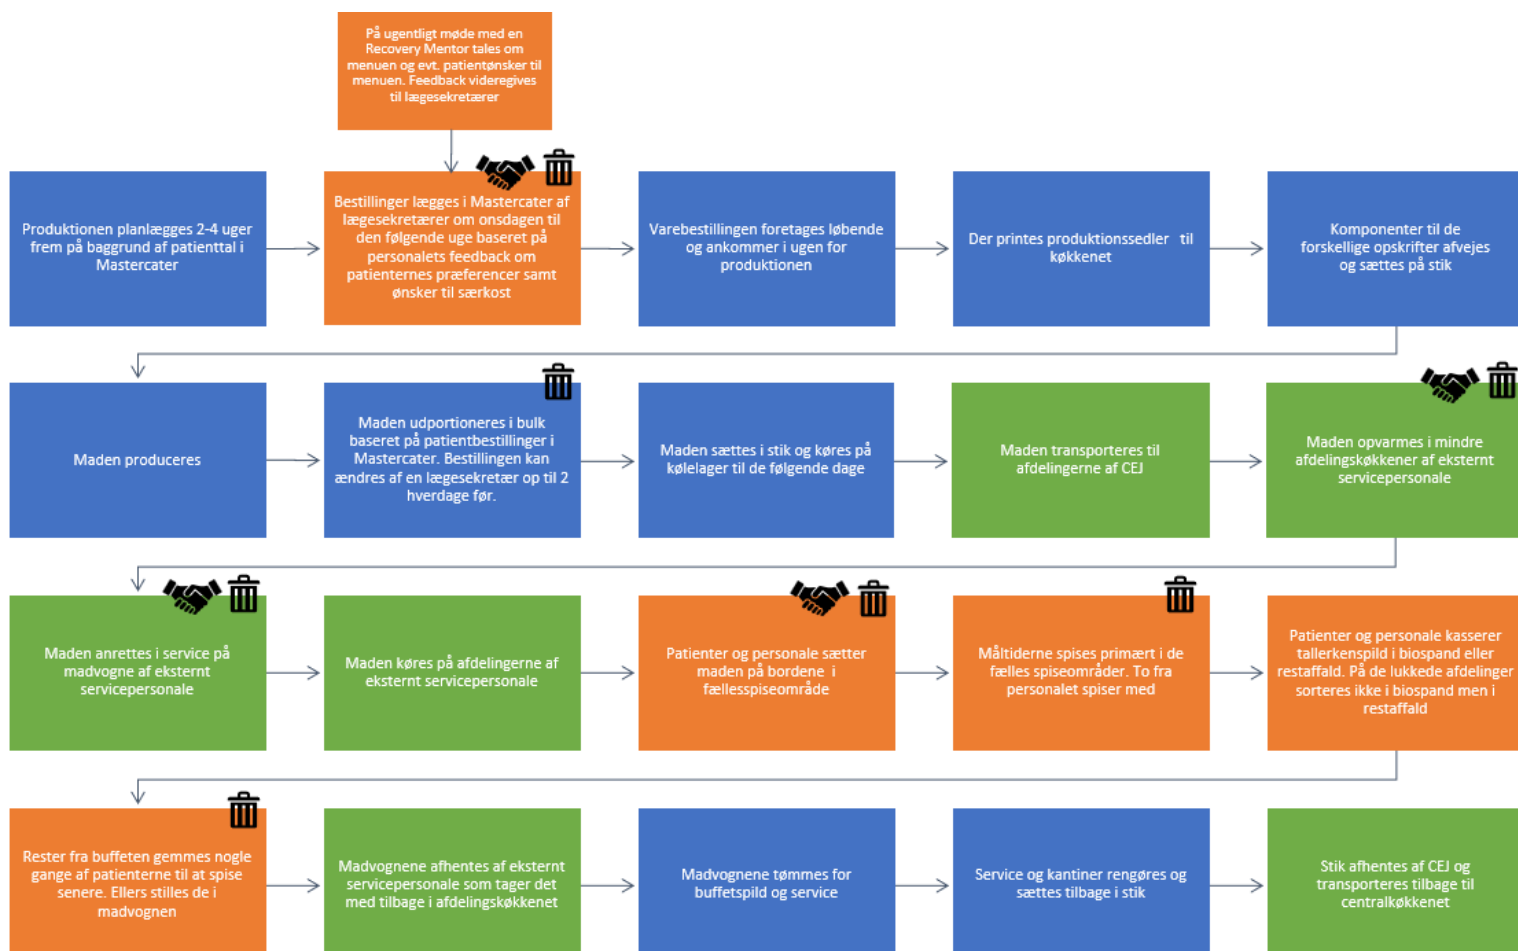 På ugentligt møde med en
Recovery Mentor tales om
menuen og evt. patientønsker til
menuen. Feedback videregives
til lægesekretærer
Produktionen planlægges 2-4 uger
frem på baggrund af patienttal i
Mastercater
Bestillinger lægges i Mastercater af
lægesekretærer om onsdagen til
den følgende uge baseret på
personalets feedback om
patienternes præferencer samt
ønsker til særkost
Varebestillingen foretages løbende
og ankommer i ugen for
produktionen
Der printes produktionssedler til
køkkenet
Komponenter til de
forskellige opskrifter afvejes
og sættes på stik
Maden produceres
Maden udportioneres i bulk
baseret på patientbestillinger i
Mastercater. Bestillingen kan
ændres af en lægesekretær op til 2
hverdage før.
Maden sættes i stik og køres på
kølelager til de følgende dage
Maden transporteres til
afdelingerne af CEJ
Maden opvarmes i mindre
afdelingskøkkener af eksternt
servicepersonale
Maden anrettes i service på
madvogne af eksternt
servicepersonale
Maden køres på afdelingerne af
eksternt servicepersonale
Patienter og personale sætter
maden på bordene i
fællesspiseområde
Måltiderne spises primært i de
fælles spiseområder. To fra
personalet spiser med
Patienter og personale kasserer
tallerkenspild i biospand eller
restaffald. På de lukkede afdelinger
sorteres ikke i biospand men i
restaffald
Rester fra buffeten gemmes nogle
gange af patienterne til at spise
senere. Ellers stilles de i
madvognen
Madvognene afhentes af eksternt
servicepersonale som tager det
med tilbage i afdelingskøkkenet
Madvognene tømmes for
buffetspild og service
Service og kantiner rengøres og
sættes tilbage i stik
Stik afhentes af CEJ og
transporteres tilbage til
centralkøkkenet